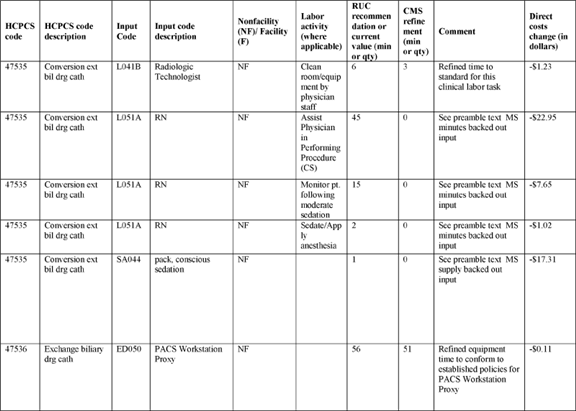 HCPCS code HCPCS code description Input Code Input code description Nonfacility (NF)/ Facility (F) Labor activity (where applicable) RUC recommen dation or current value (min or qty) CMS refine ment (min or qty) Comment Direct costs change (in dollars)
47535 Conversion ext bil drg cath L041B Radiologic Technologist NF Clean room/equip ment by physician staff 6 3 Refined time to standard for this clinical labor task -$1.23
47535 Conversion ext bil drg cath L051A RN NF Assist Physician in Performing Procedure (CS) 45 0 See preamble text MS minutes backed out input -$22.95
47535 Conversion ext bil drg cath L051A RN NF Monitor pt. following moderate sedation 15 0 See preamble text MS minutes backed out input -$7.65
47535 Conversion ext bil drg cath L051A RN NF Sedate/App ly anesthesia 2 0 See preamble text MS minutes backed out input -$1.02
47535 Conversion ext bil drg cath SA044 pack, conscious sedation NF 1 0 See preamble text MS supply backed out input -$17.31
47536 Exchange biliary drg cath ED050 PACS Workstation Proxy NF 56 51 Refined equipment time to conform to established policies for PACS Workstation Proxy -$0.11